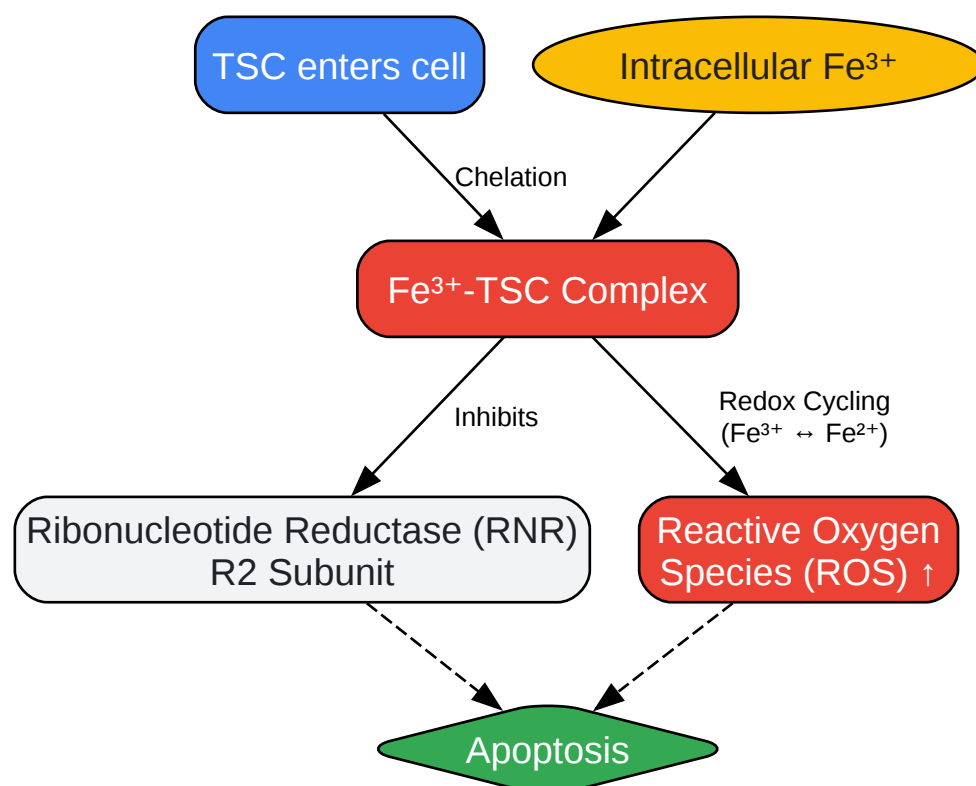 TSC enters cell
Intracellular Fe³⁺
Chelation
Fe³⁺-TSC Complex
Inhibits
Redox Cycling
(Fe³⁺ ↔ Fe²⁺)
Ribonucleotide Reductase (RNR)
R2 Subunit
Reactive Oxygen
Species (ROS) ↑
Apoptosis